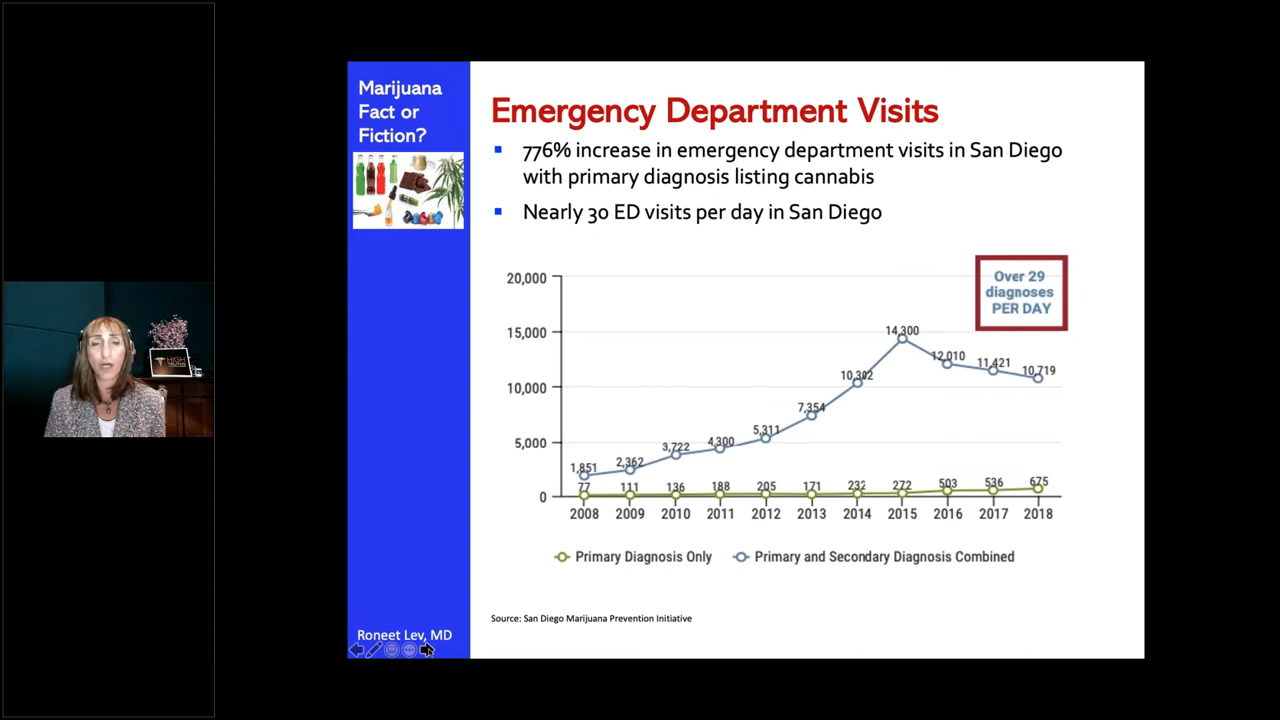 Marijuana
Fact or
Fiction?
Emergency Department Visits
776% increase in emergency department visits in San Diego
with primary diagnosis listing cannabis
Nearly 30 ED visits per day in San Diego
Over 29
diagnoses
PER DAY
20,000
15,000
10,000
5,000
0
1,851
2,362
3,722
4,300
5,311
7,354
10,302
14,300
12,010
11,421
10,719
77
111
136
188
205
171
232
272
503
536
675
2008 2009 2010 2011 2012 2013 2014 2015 2016 2017 2018
Primary Diagnosis Only Primary and Secondary Diagnosis Combined
Source: San Diego Marijuana Prevention Initiative
Roneet Lev, MD
HIGH